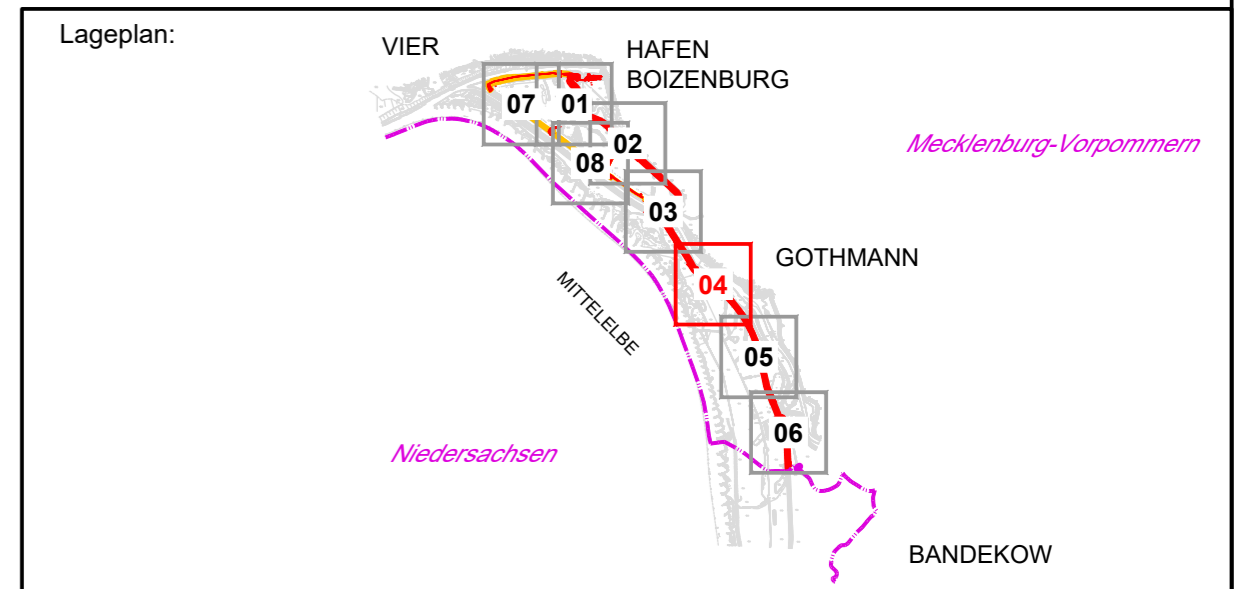 Lageplan:
VIER
HAFEN
BOIZENBURG
07
01
02
08
Mecklenburg-Vorpommern
03
GOTHMANN
04
MITTELELBE
05
06
Niedersachsen
BANDEKOW